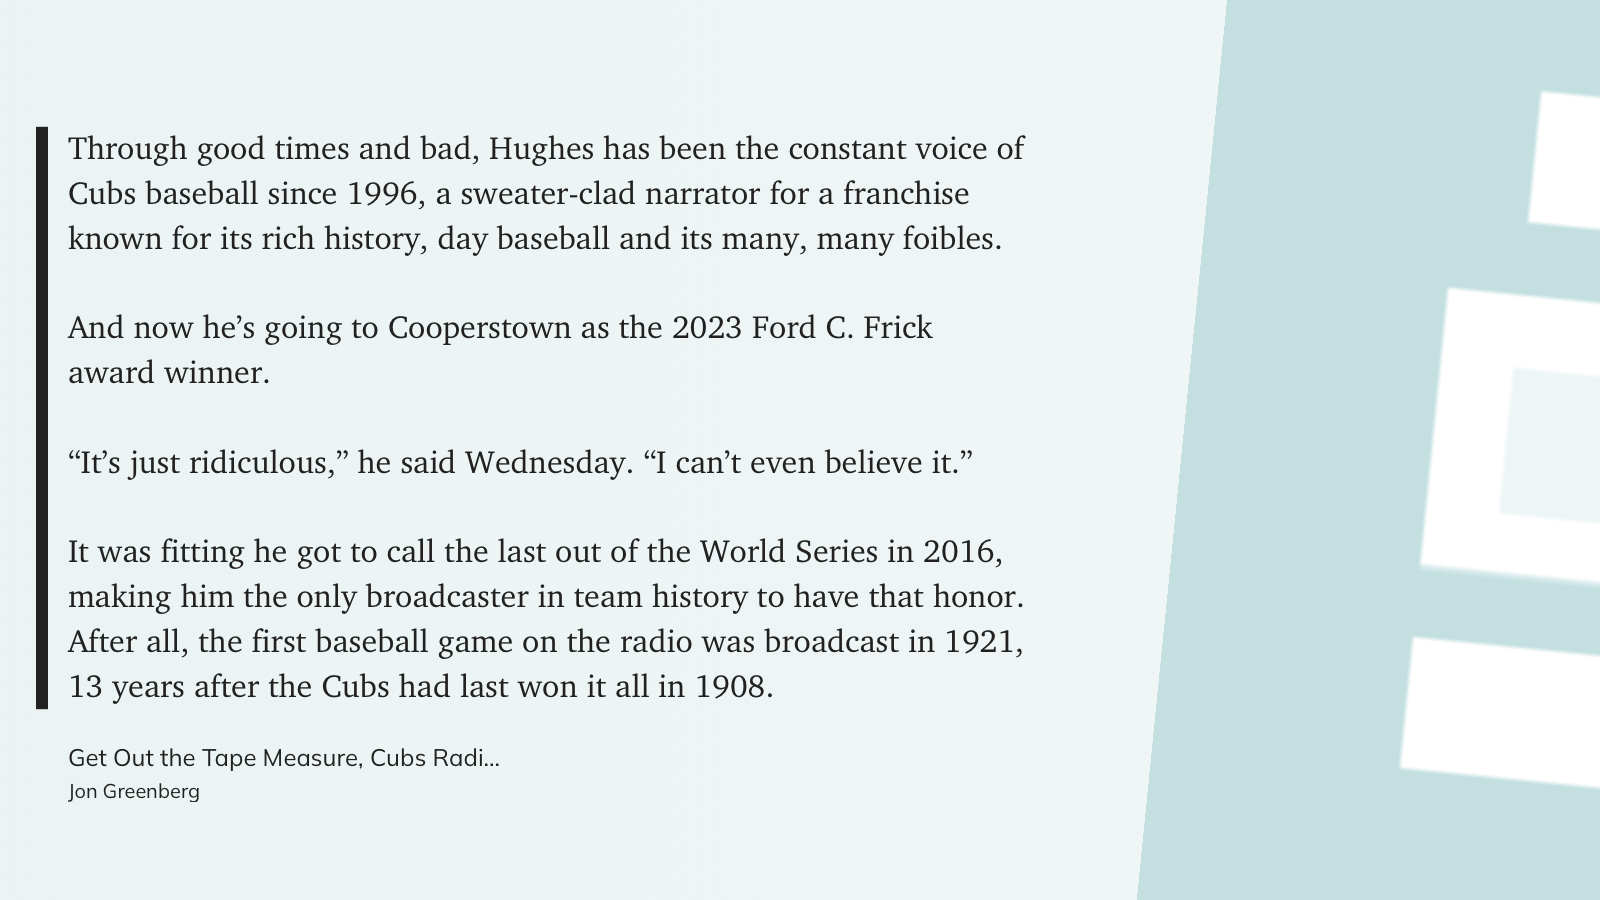 Through good times and bad, Hughes has been the constant voice of
Cubs baseball since 1996, a sweater-clad narrator for a franchise
known for its rich history, day baseball and its many, many foibles.
And now he’s going to Cooperstown as the 2023 Ford C. Frick
award winner.
“It’s just ridiculous,” he said Wednesday. “I can’t even believe it.”
It was fitting he got to call the last out of the World Series in 2016,
making him the only broadcaster in team history to have that honor.
After all, the first baseball game on the radio was broadcast in 1921,
13 years after the Cubs had last won it all in 1908.
Get Out the Tape Measure, Cubs Radi...
Jon Greenberg